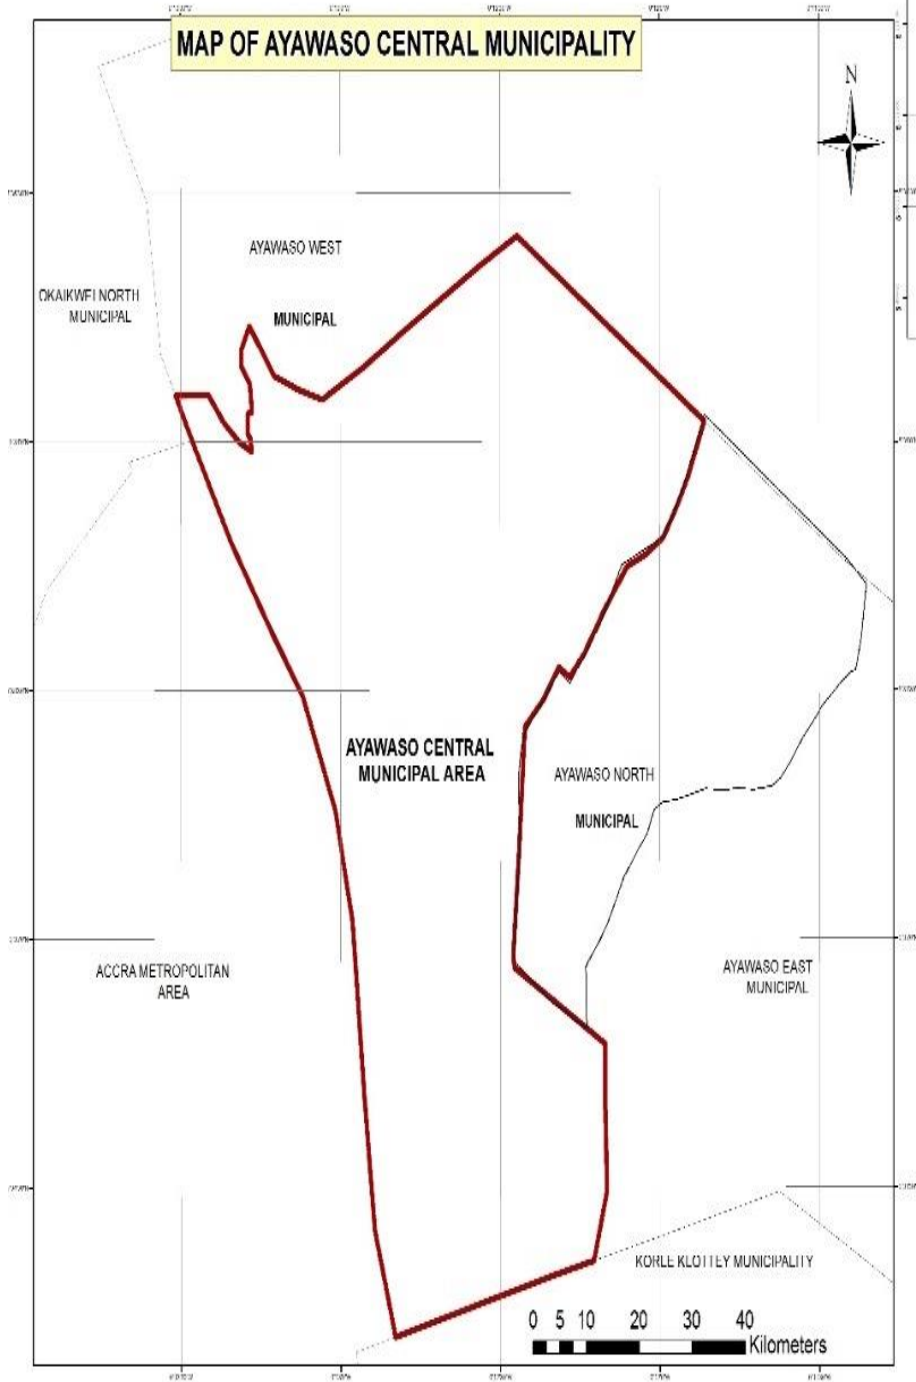 MAP OF AYAWASO CENTRAL MUNICIPALITY
N
AYAWASO WEST
MUNICIPAL
OKAIKWEI NORTH
MUNICIPAL
AYAWASO CENTRAL
MUNICIPAL AREA
AYAWASO NORTH
MUNICIPAL
ACCRA METROPOLITAN
AREA
AYAWASO EAST
MUNICIPAL
KORLE KLOTTEY MUNICIPALITY
0 5 10 20 30 40
Kilometers